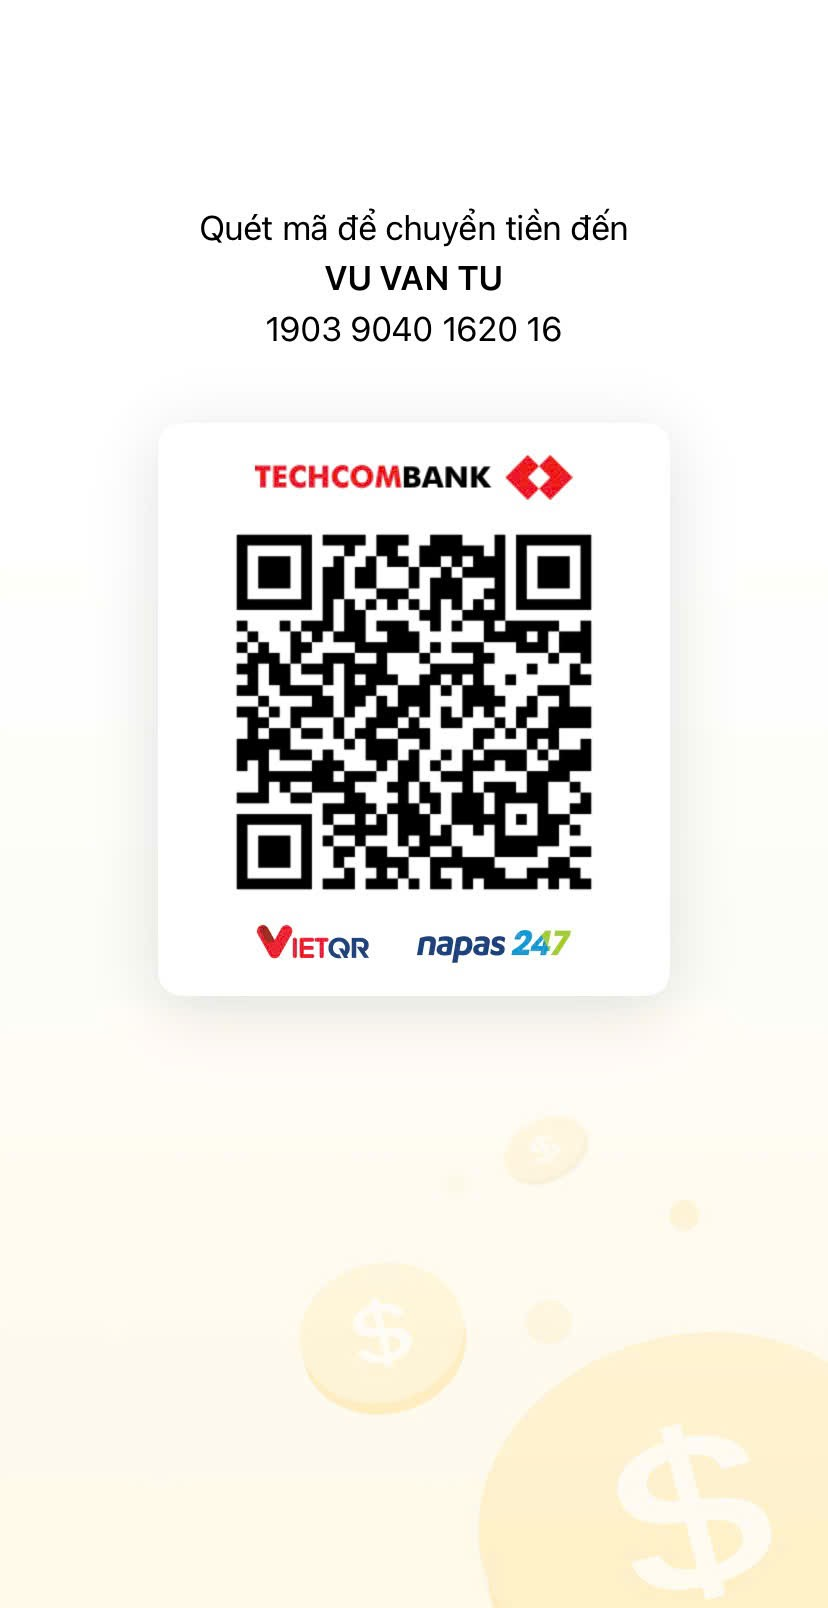 Quét mã để chuyển tiền đến
VU VAN TU
1903 9040 1620 16
TECHCOMBANK
VIETQR
napas 247
$
$
$